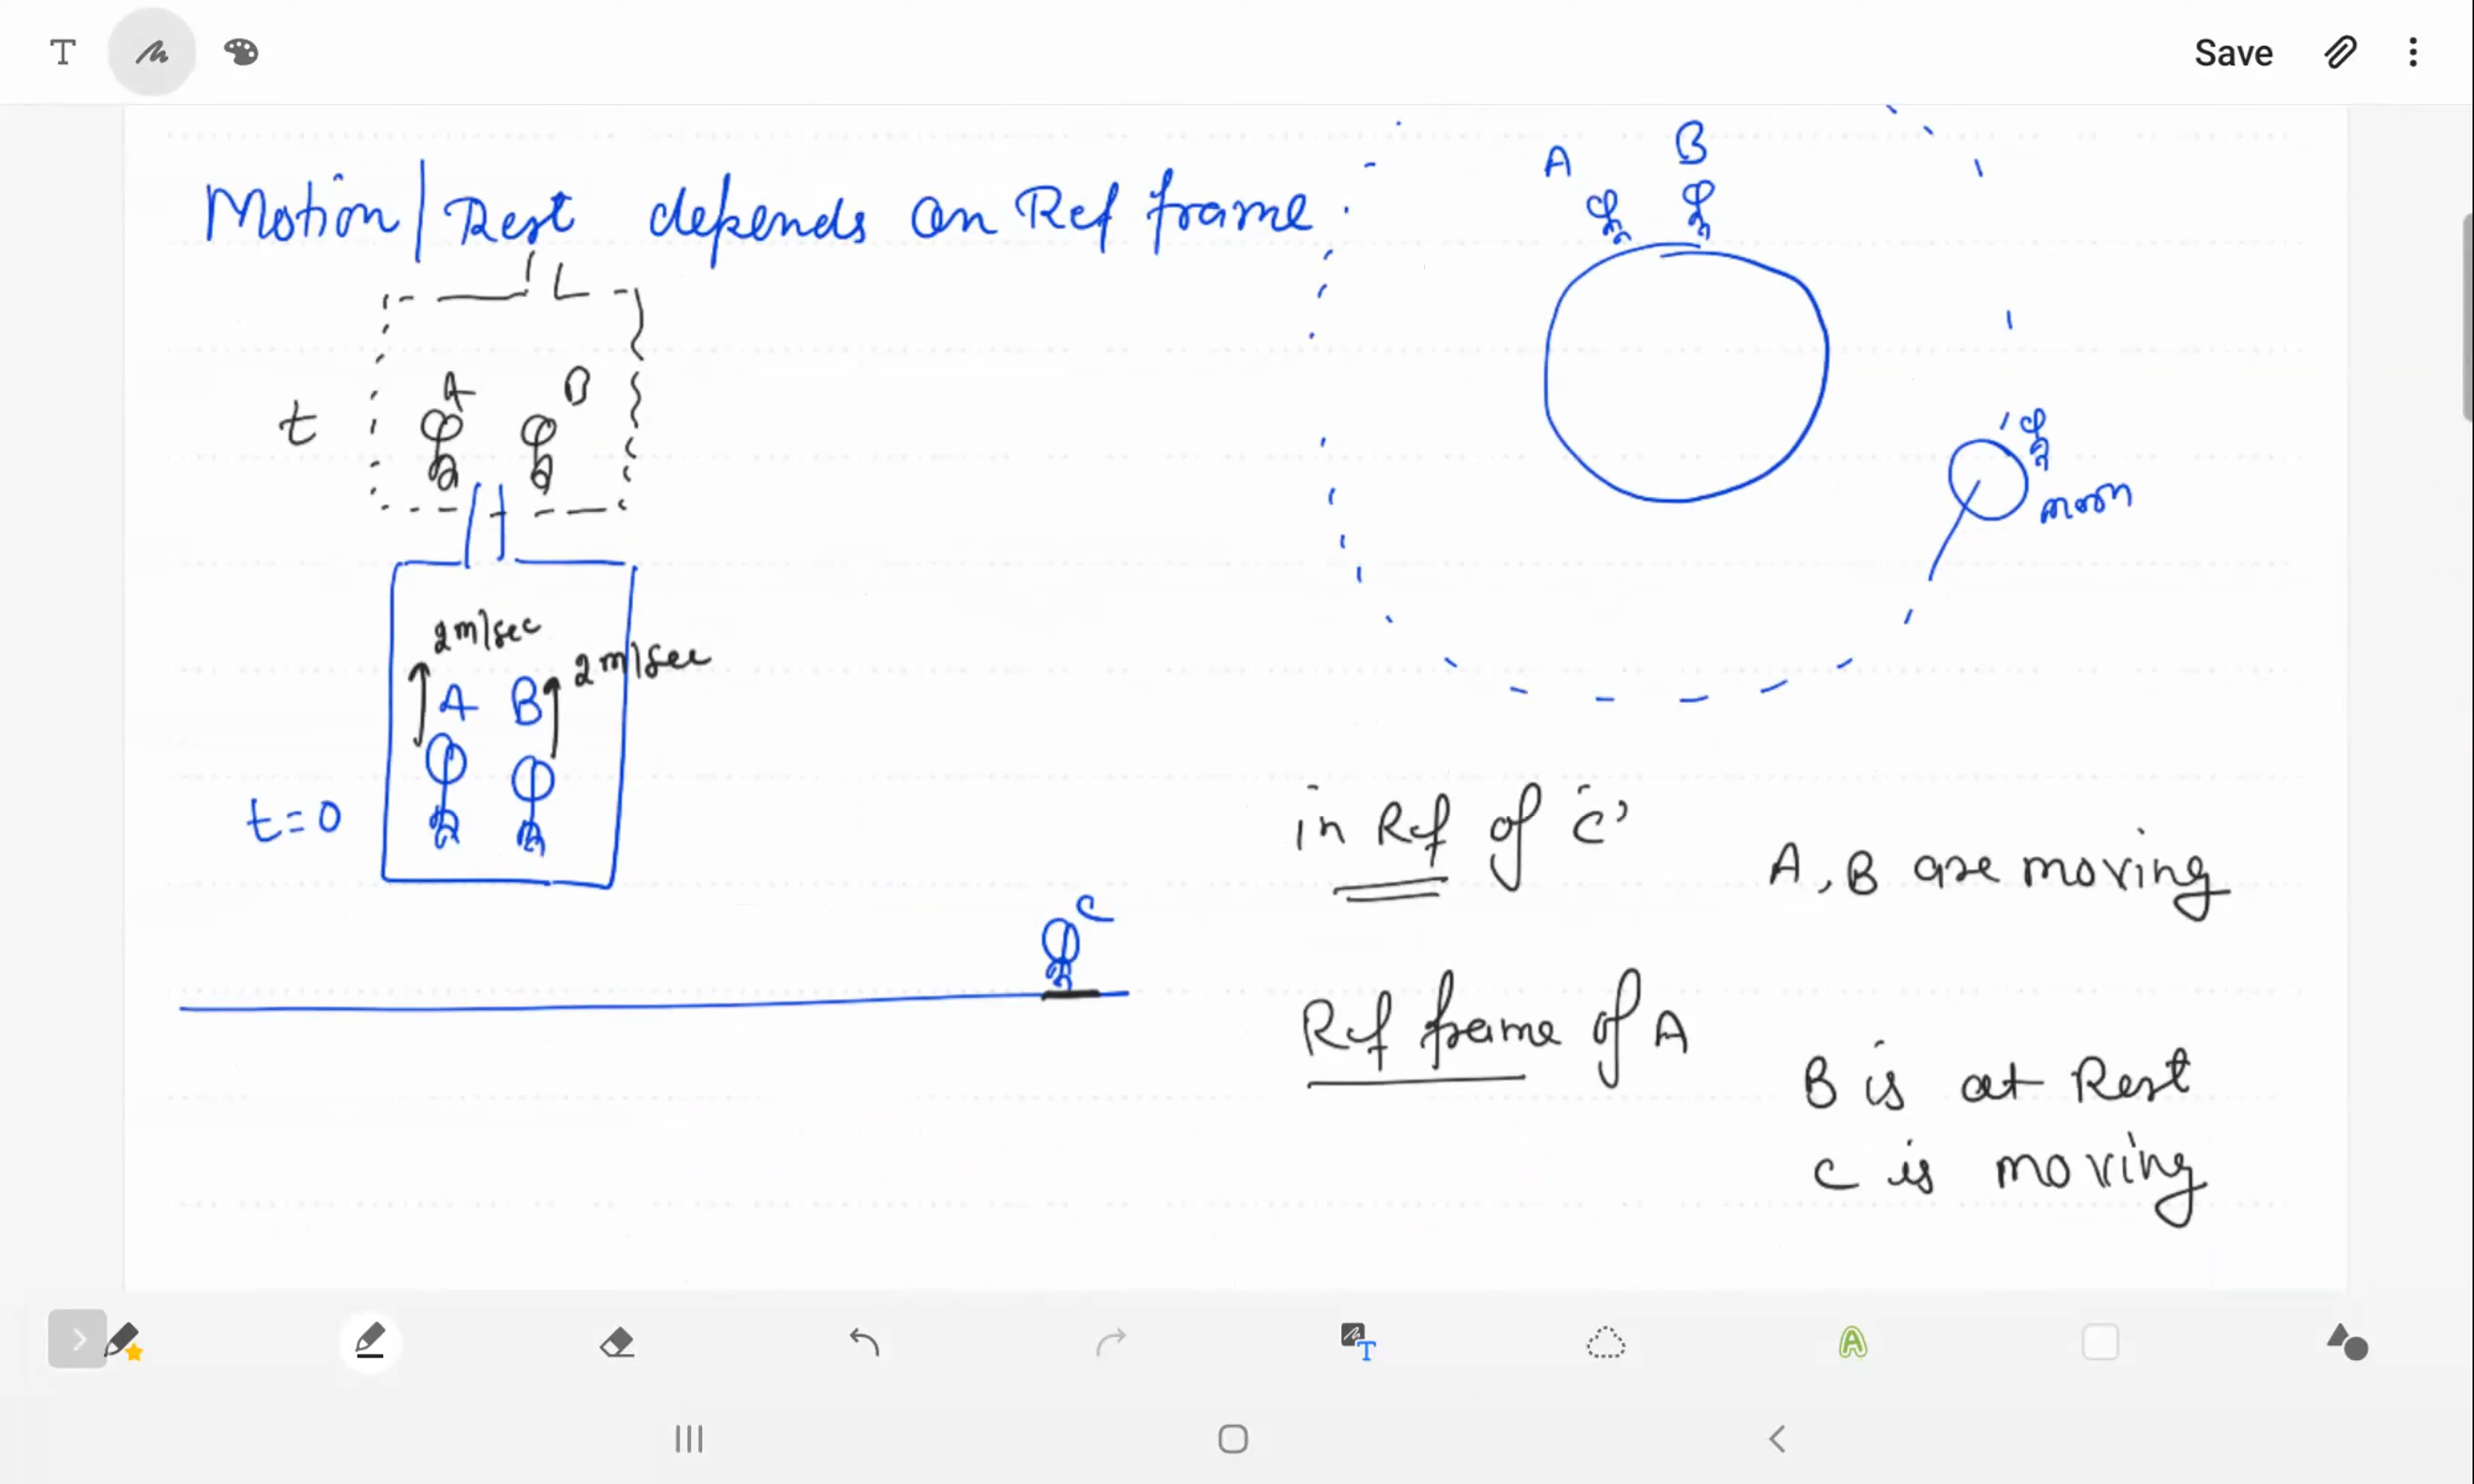 Save
Motion/Rest depends on Ref frame.
A
B
L
A
B
t
moon
2m/sec
2m/sec
A B
t=0
C
in Ref of 'C'
A, B are moving
Ref frame of A
B is at Rest
C is moving